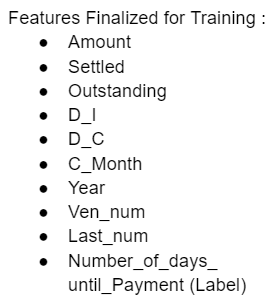 Features Finalized for Training :
● Amount
● Settled
● Outstanding
● D_I
● D_C
● C_Month
● Year
● Ven_num
● Last_num
● Number_of_days_
until_Payment (Label)